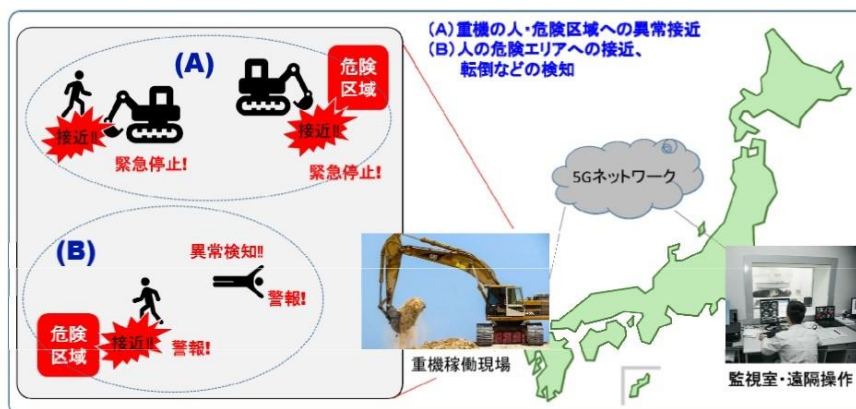 (A)重機の人・危険区域への異常接近
(B)人の危険エリアへの接近、
転倒などの検知
(A)
危険
区域
接近!!
接近!!
緊急停止!
緊急停止!
(B)
異常検知!!
警報!
危険
区域
接近!!
警報!
5Gネットワーク
重機稼働現場
監視室・遠隔操作